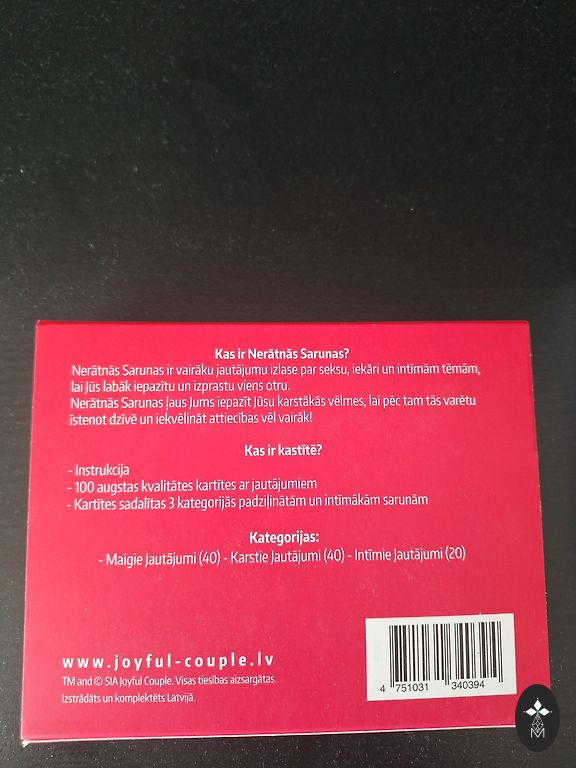 Kas ir Nerātnās Sarunas?
Nerātnās Sarunas ir vairāku jautājumu izlase par seksu, iekāri un intīmām tēmām,
lai Jūs labāk iepazītu un izprastu viens otru.
Nerātnās Sarunas ļaus Jums iepazīt Jūsu karstākās vēlmes, lai pēc tam tās varētu
īstenot dzīvē un iekvēlināt attiecības vēl vairāk!
Kas ir kastītē?
- Instrukcija
- 100 augstas kvalitātes kartītes ar jautājumiem
- Kartītes sadalītas 3 kategorijās padziļinātām un intīmākām sarunām
Kategorijas:
- Maigie Jautājumi (40) - Karstie Jautājumi (40) - Intīmie Jautājumi (20)
www.joyful-couple.lv
TM and © SIA Joyful Couple. Visas tiesības aizsargātas.
Izstrādāts un komplektēts Latvijā.
4 751031 340394